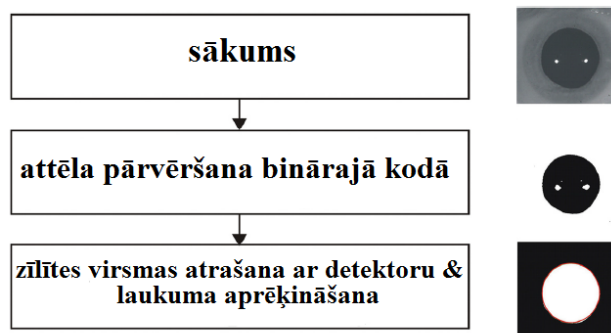 sākums
attēla pārvēršana binārajā kodā
zīlītes virsmas atrašana ar detektoru &
laukuma aprēķināšana